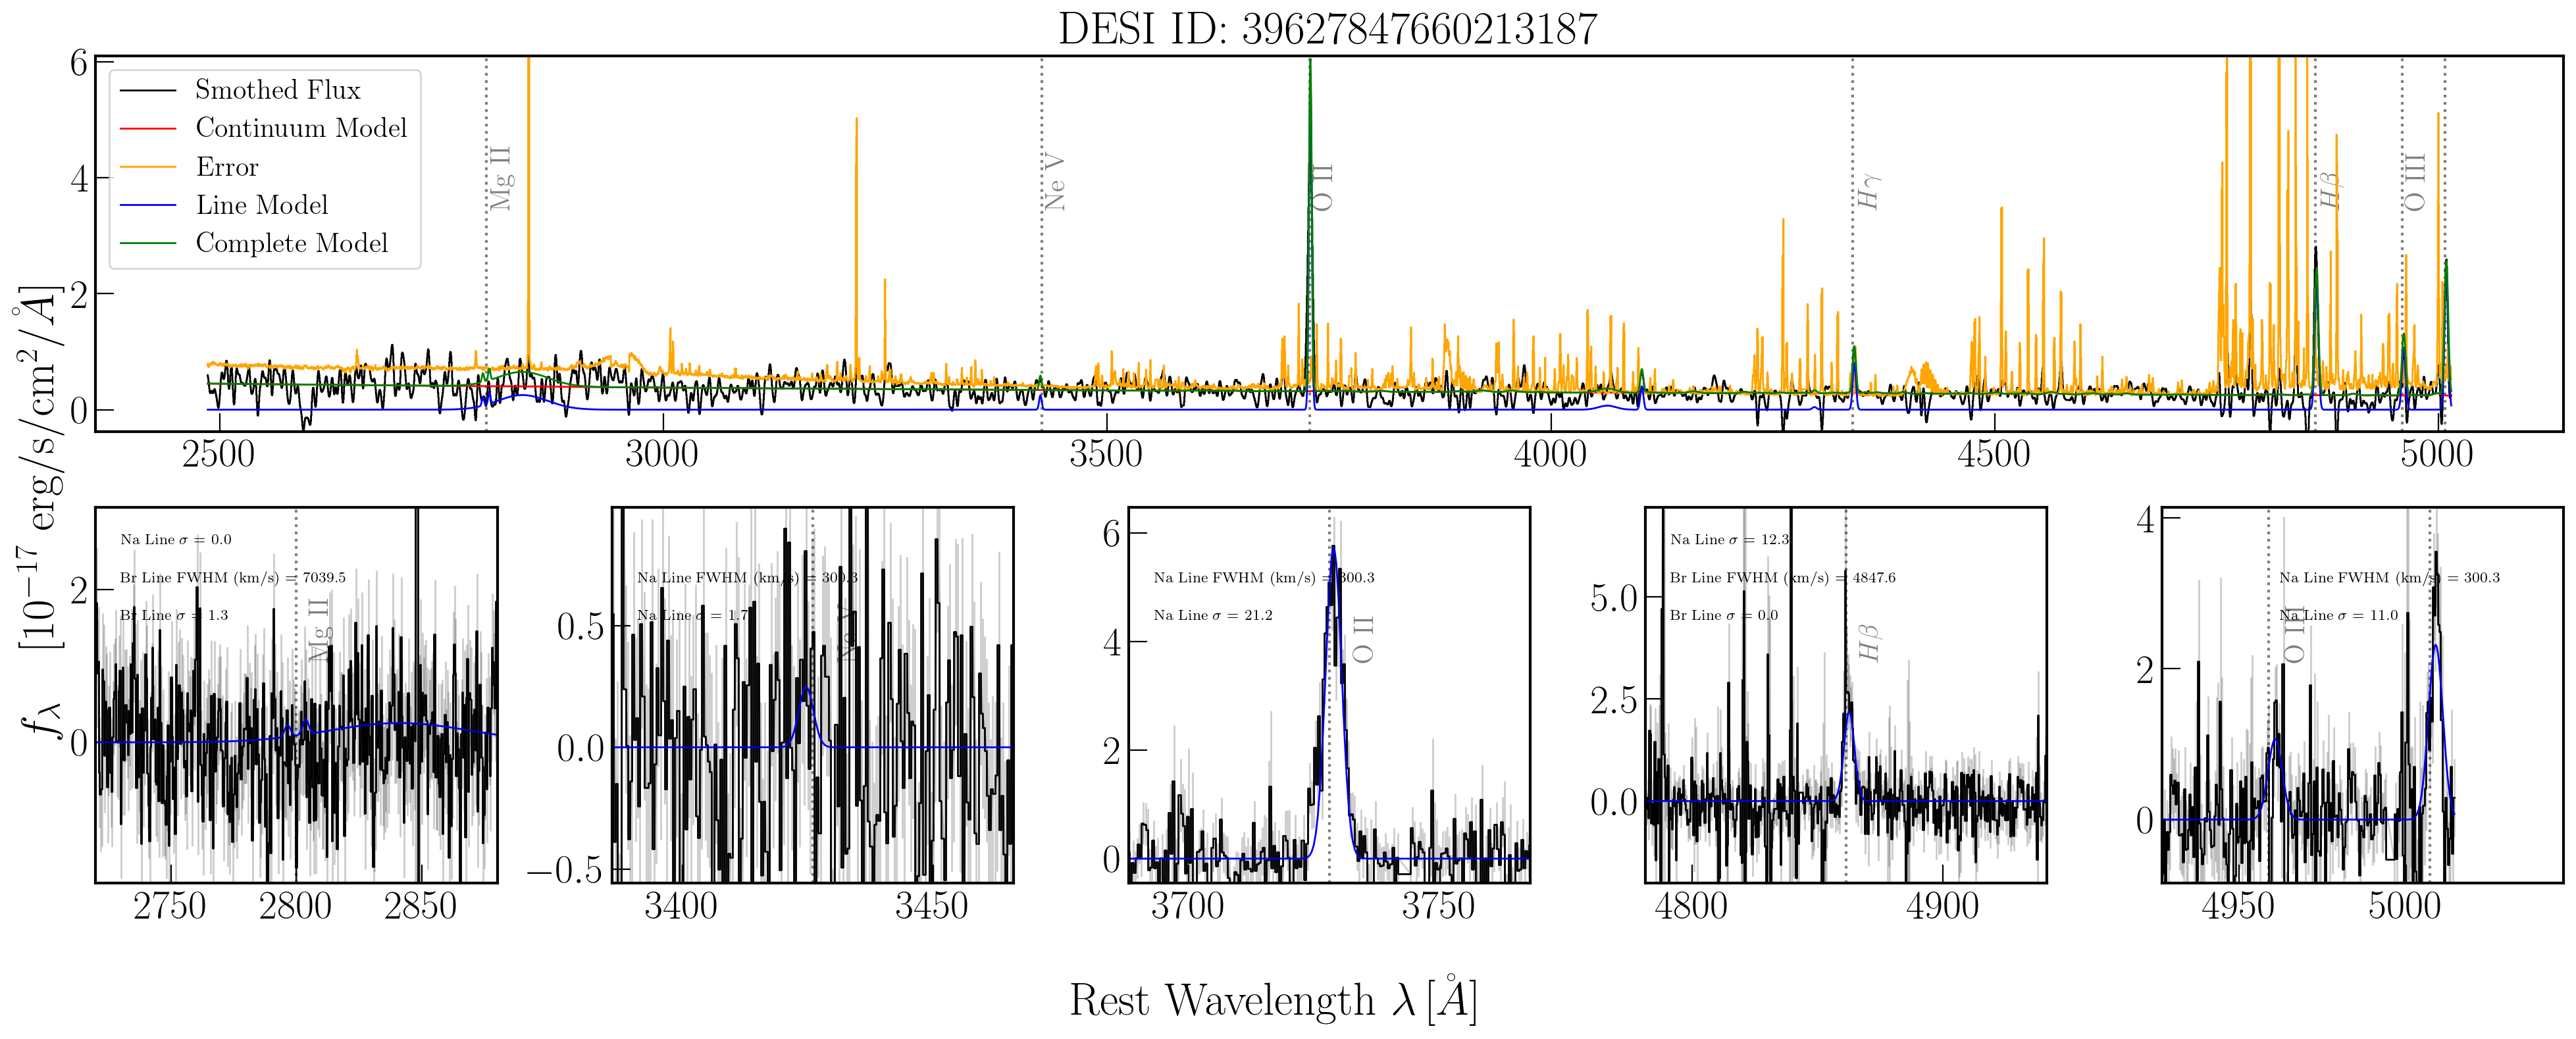 DESI ID: 39627847660213187
Smothed Flux
Continuum Model
Error
Line Model
Complete Model
Mg II
Ne V
O II
Hγ
Hβ
O III
6
4
2
0
2500
3000
3500
4000
4500
5000
f_λ [10^{-17} erg/s/cm^2/Å]
Na Line σ = 0.0
Br Line FWHM (km/s) = 7039.5
Br Line σ = 1.3
Mg II
2
0
2750
2800
2850
Na Line FWHM (km/s) = 300.3
Na Line σ = 1.7
Ne V
0.5
0.0
−0.5
3400
3450
Na Line FWHM (km/s) = 300.3
Na Line σ = 21.2
O II
6
4
2
0
3700
3750
Na Line σ = 12.3
Br Line FWHM (km/s) = 4847.6
Br Line σ = 0.0
Hβ
5.0
2.5
0.0
4800
4900
Na Line FWHM (km/s) = 300.3
Na Line σ = 11.0
O III
4
2
0
4950
5000
Rest Wavelength λ [Å]